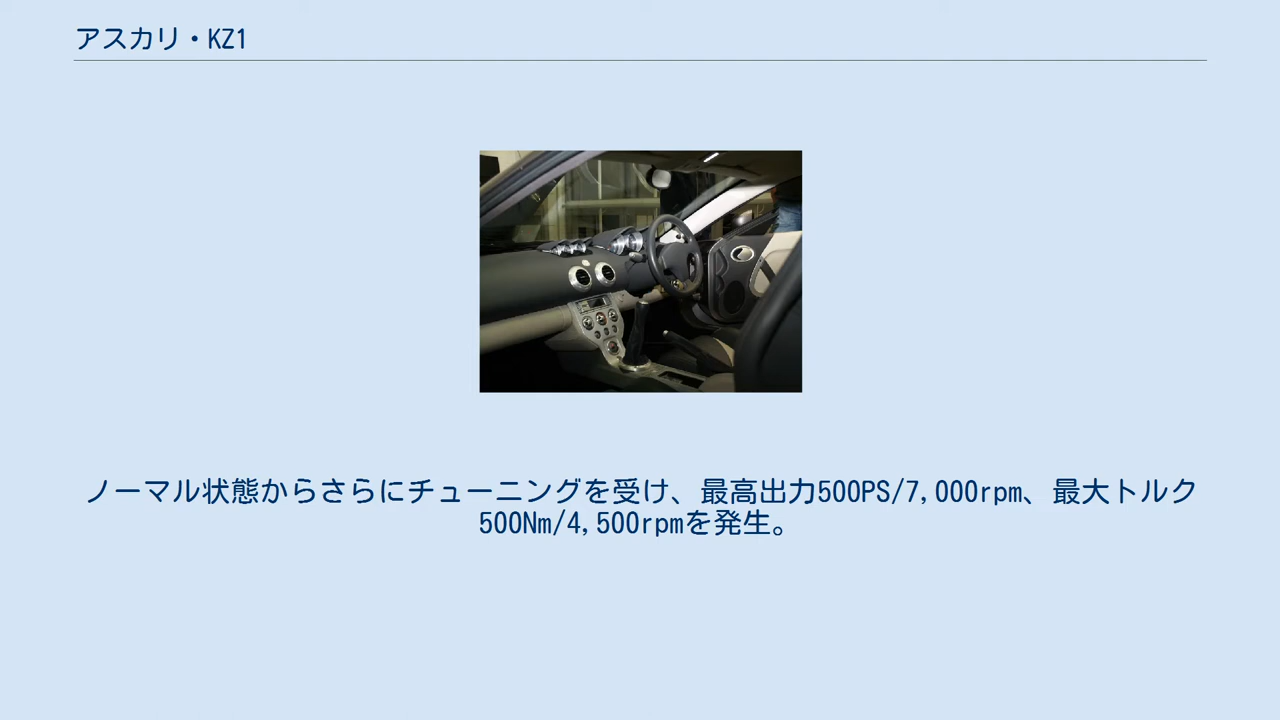 アスカリ・KZ1
ノーマル状態からさらにチューニングを受け、最高出力500PS/7,000rpm、最大トルク
500Nm/4,500rpmを発生。